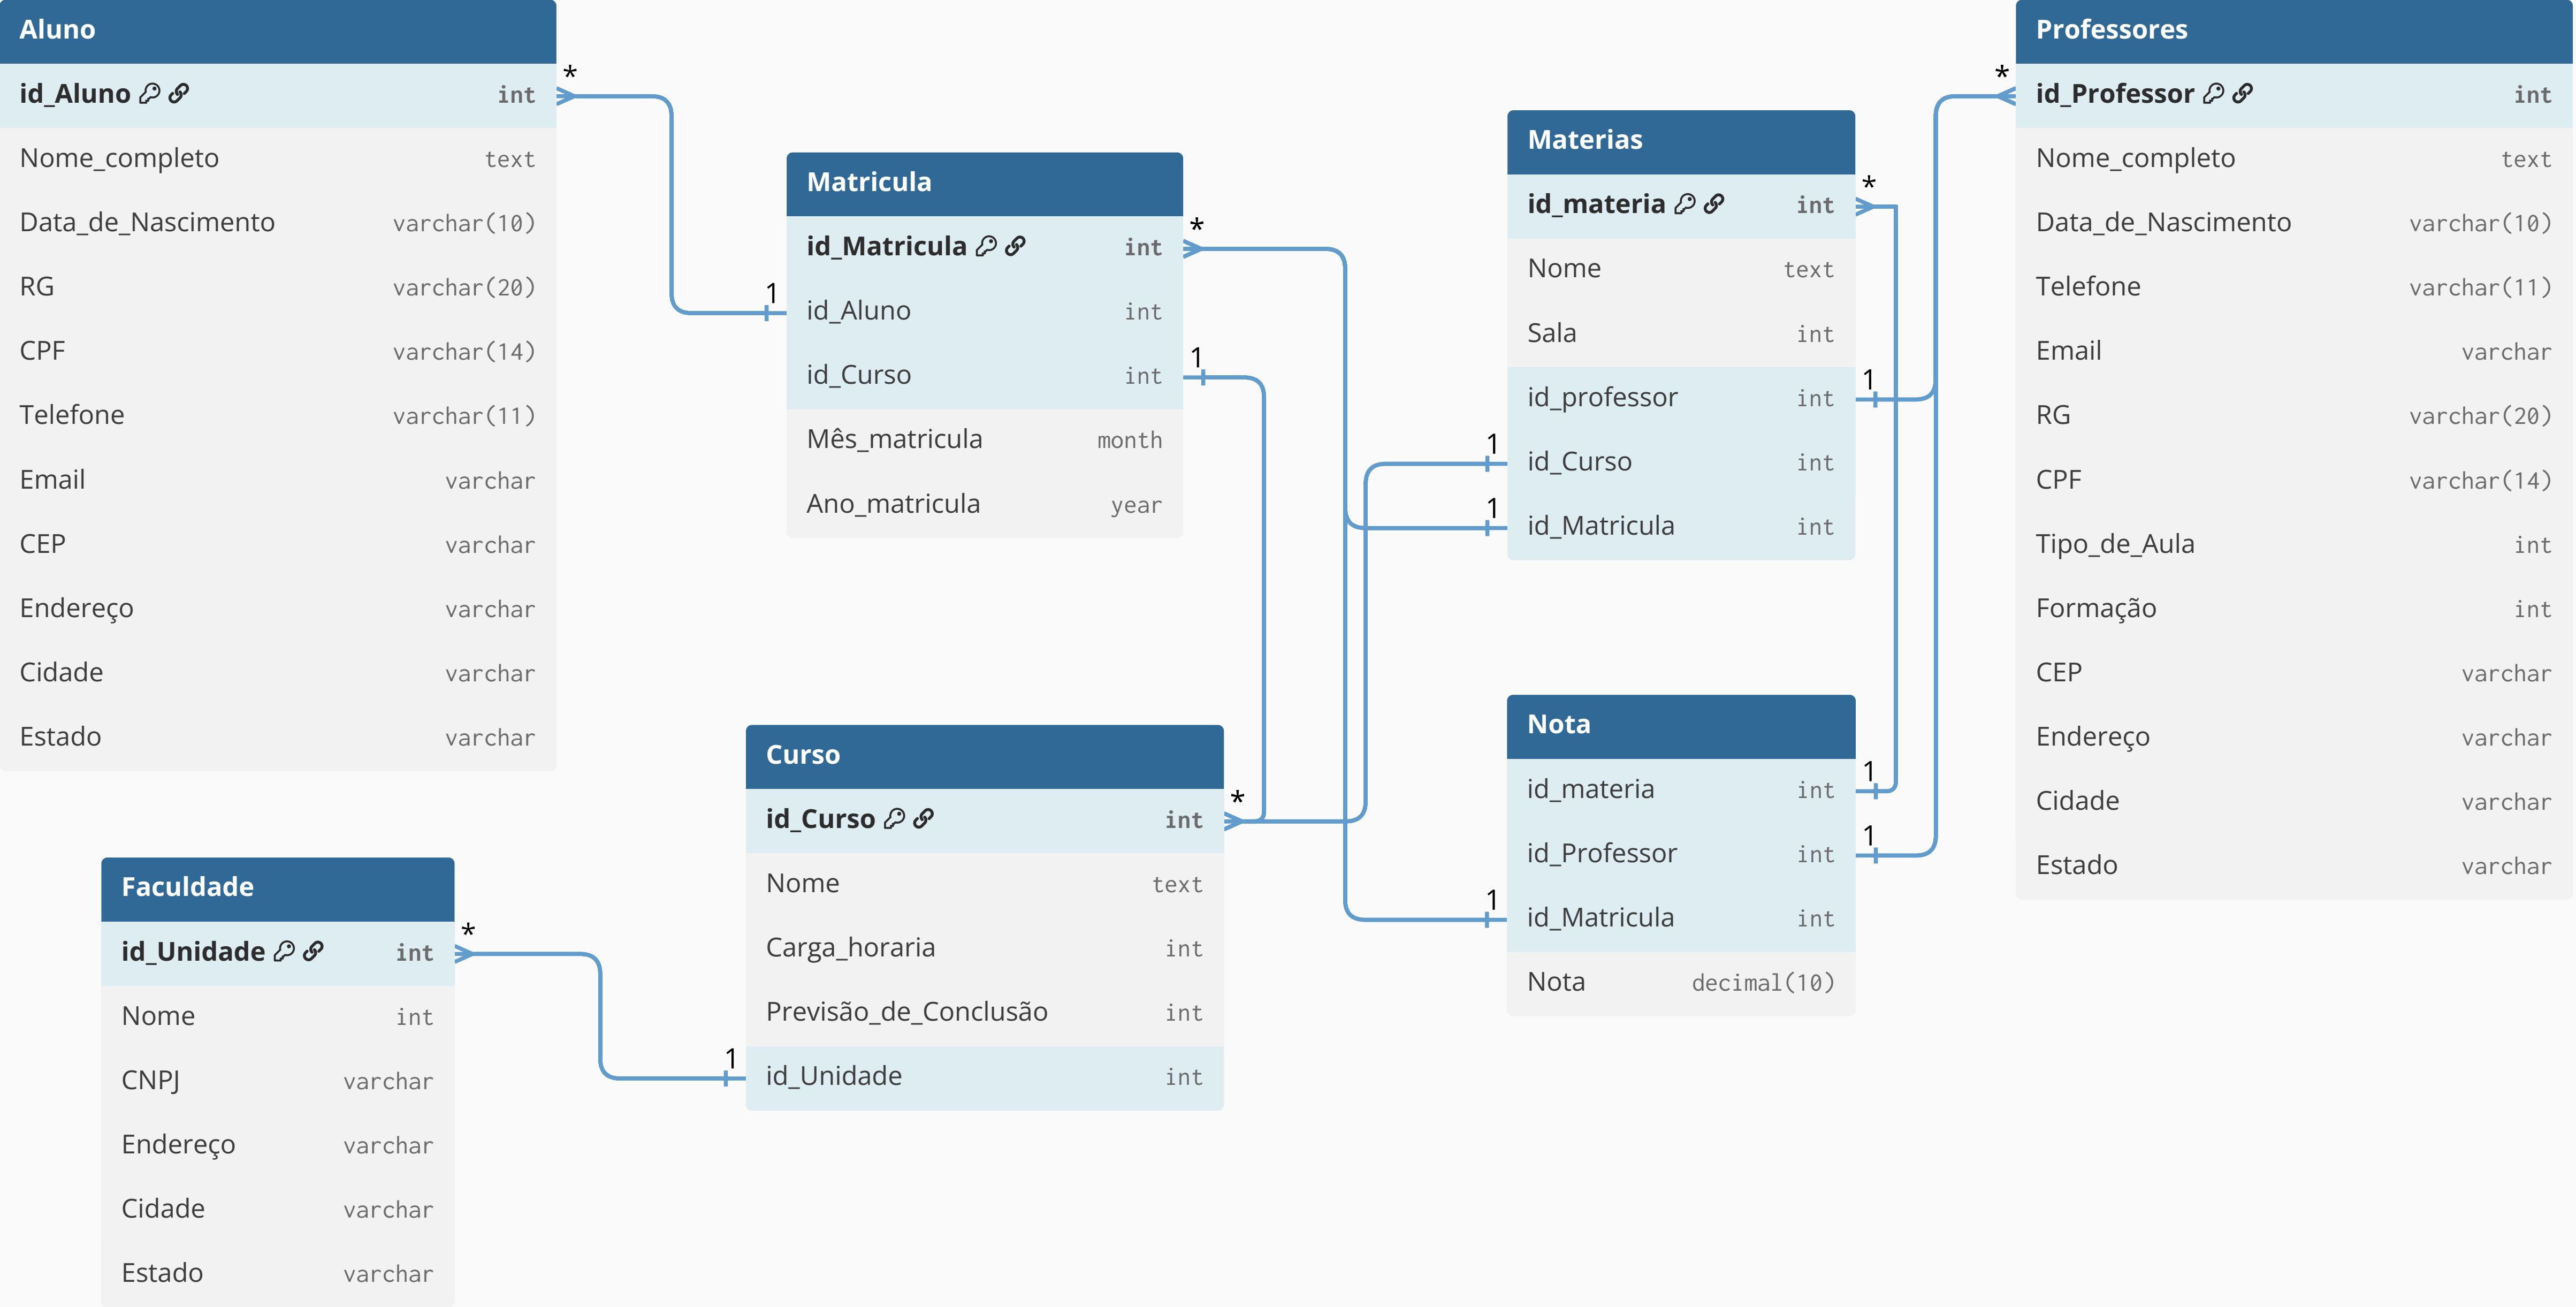 Aluno
id_Aluno int
Nome_completo text
Data_de_Nascimento varchar(10)
RG varchar(20)
CPF varchar(14)
Telefone varchar(11)
Email varchar
CEP varchar
Endereço varchar
Cidade varchar
Estado varchar
*
1
Matricula
id_Matricula int
id_Aluno int
id_Curso int
Mês_matricula month
Ano_matricula year
*
1
Materias
id_materia int
Nome text
Sala int
id_professor int
id_Curso int
id_Matricula int
*
1
1
1
Professores
id_Professor int
Nome_completo text
Data_de_Nascimento varchar(10)
Telefone varchar(11)
Email varchar
RG varchar(20)
CPF varchar(14)
Tipo_de_Aula int
Formação int
CEP varchar
Endereço varchar
Cidade varchar
Estado varchar
*
Faculdade
id_Unidade int
Nome int
CNPJ varchar
Endereço varchar
Cidade varchar
Estado varchar
*
1
Curso
id_Curso int
Nome text
Carga_horaria int
Previsão_de_Conclusão int
id_Unidade int
*
Nota
id_materia int
id_Professor int
id_Matricula int
Nota decimal(10)
1
1
1